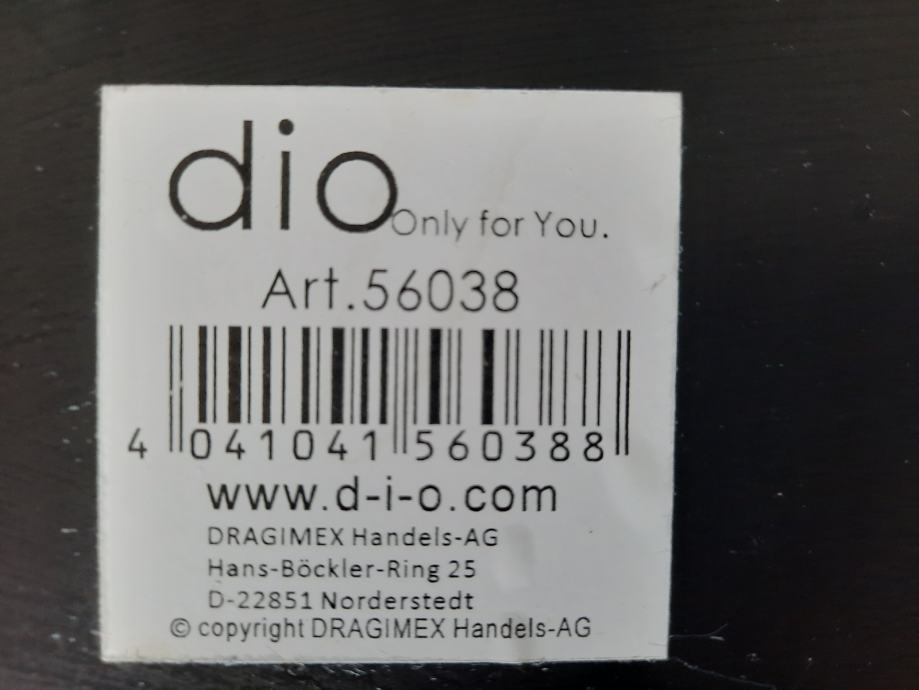 dio Only for You.
Art.56038
4 041041 560388
www.d-i-o.com
DRAGIMEX Handels-AG
Hans-Böckler-Ring 25
D-22851 Norderstedt
© copyright DRAGIMEX Handels-AG